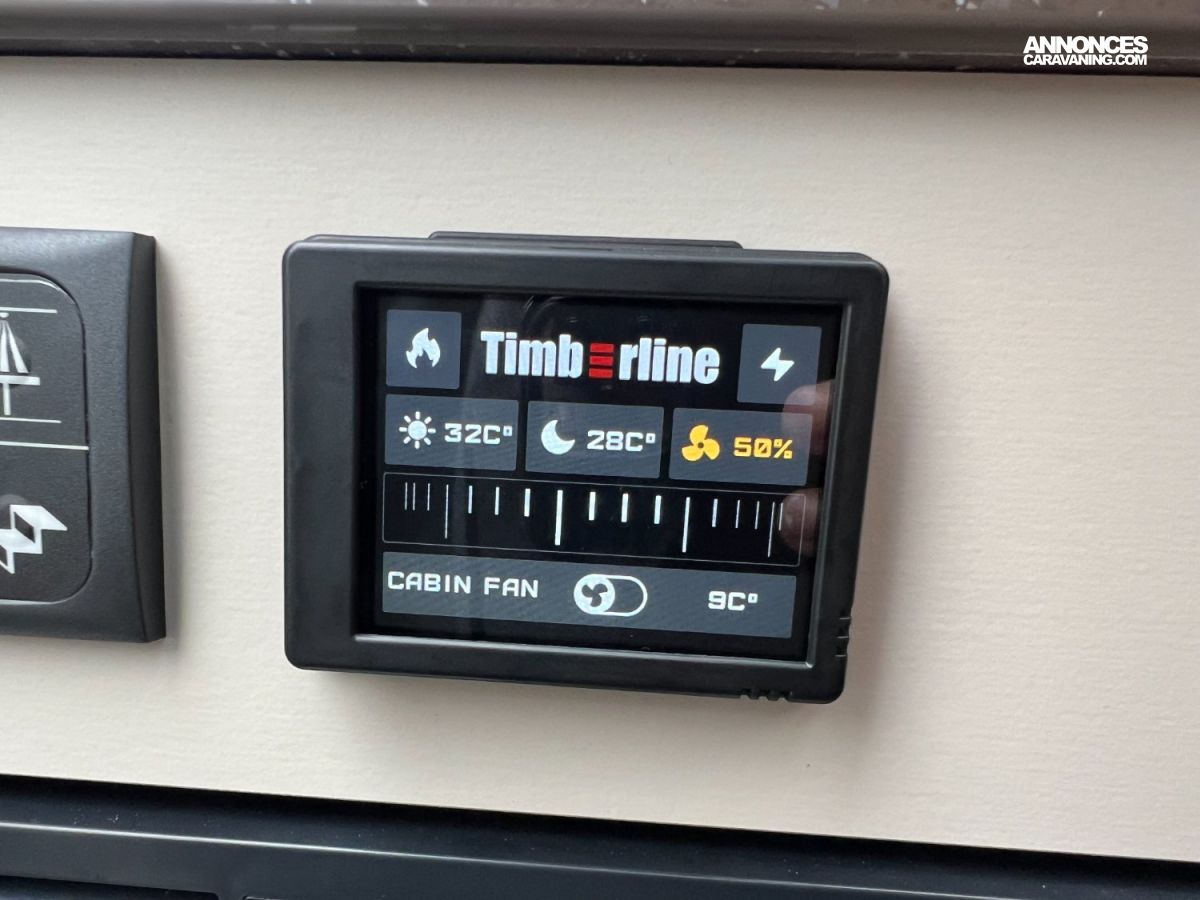 ANNONCES
CARAVANING.COM
Timberline
32C° 28C° 50%
CABIN FAN 9C°